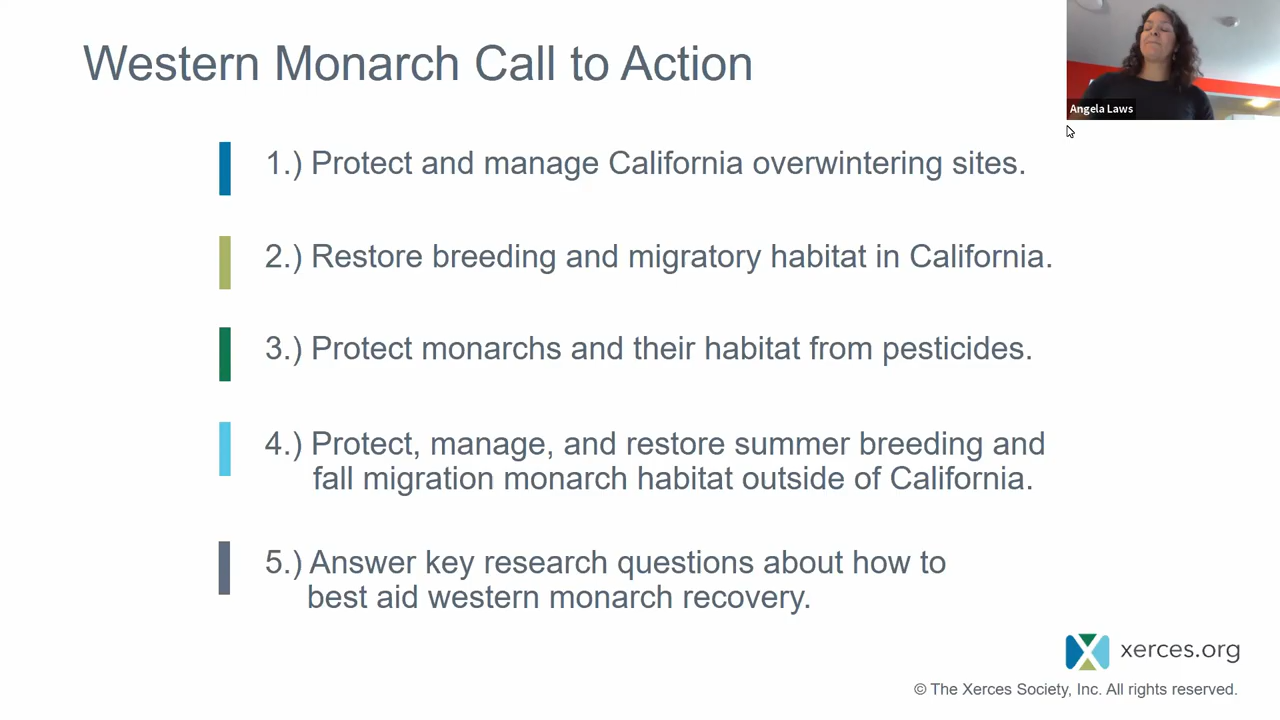 Western Monarch Call to Action
Angela Laws
1.) Protect and manage California overwintering sites.
2.) Restore breeding and migratory habitat in California.
3.) Protect monarchs and their habitat from pesticides.
4.) Protect, manage, and restore summer breeding and
fall migration monarch habitat outside of California.
5.) Answer key research questions about how to
best aid western monarch recovery.
xerces.org
© The Xerces Society, Inc. All rights reserved.